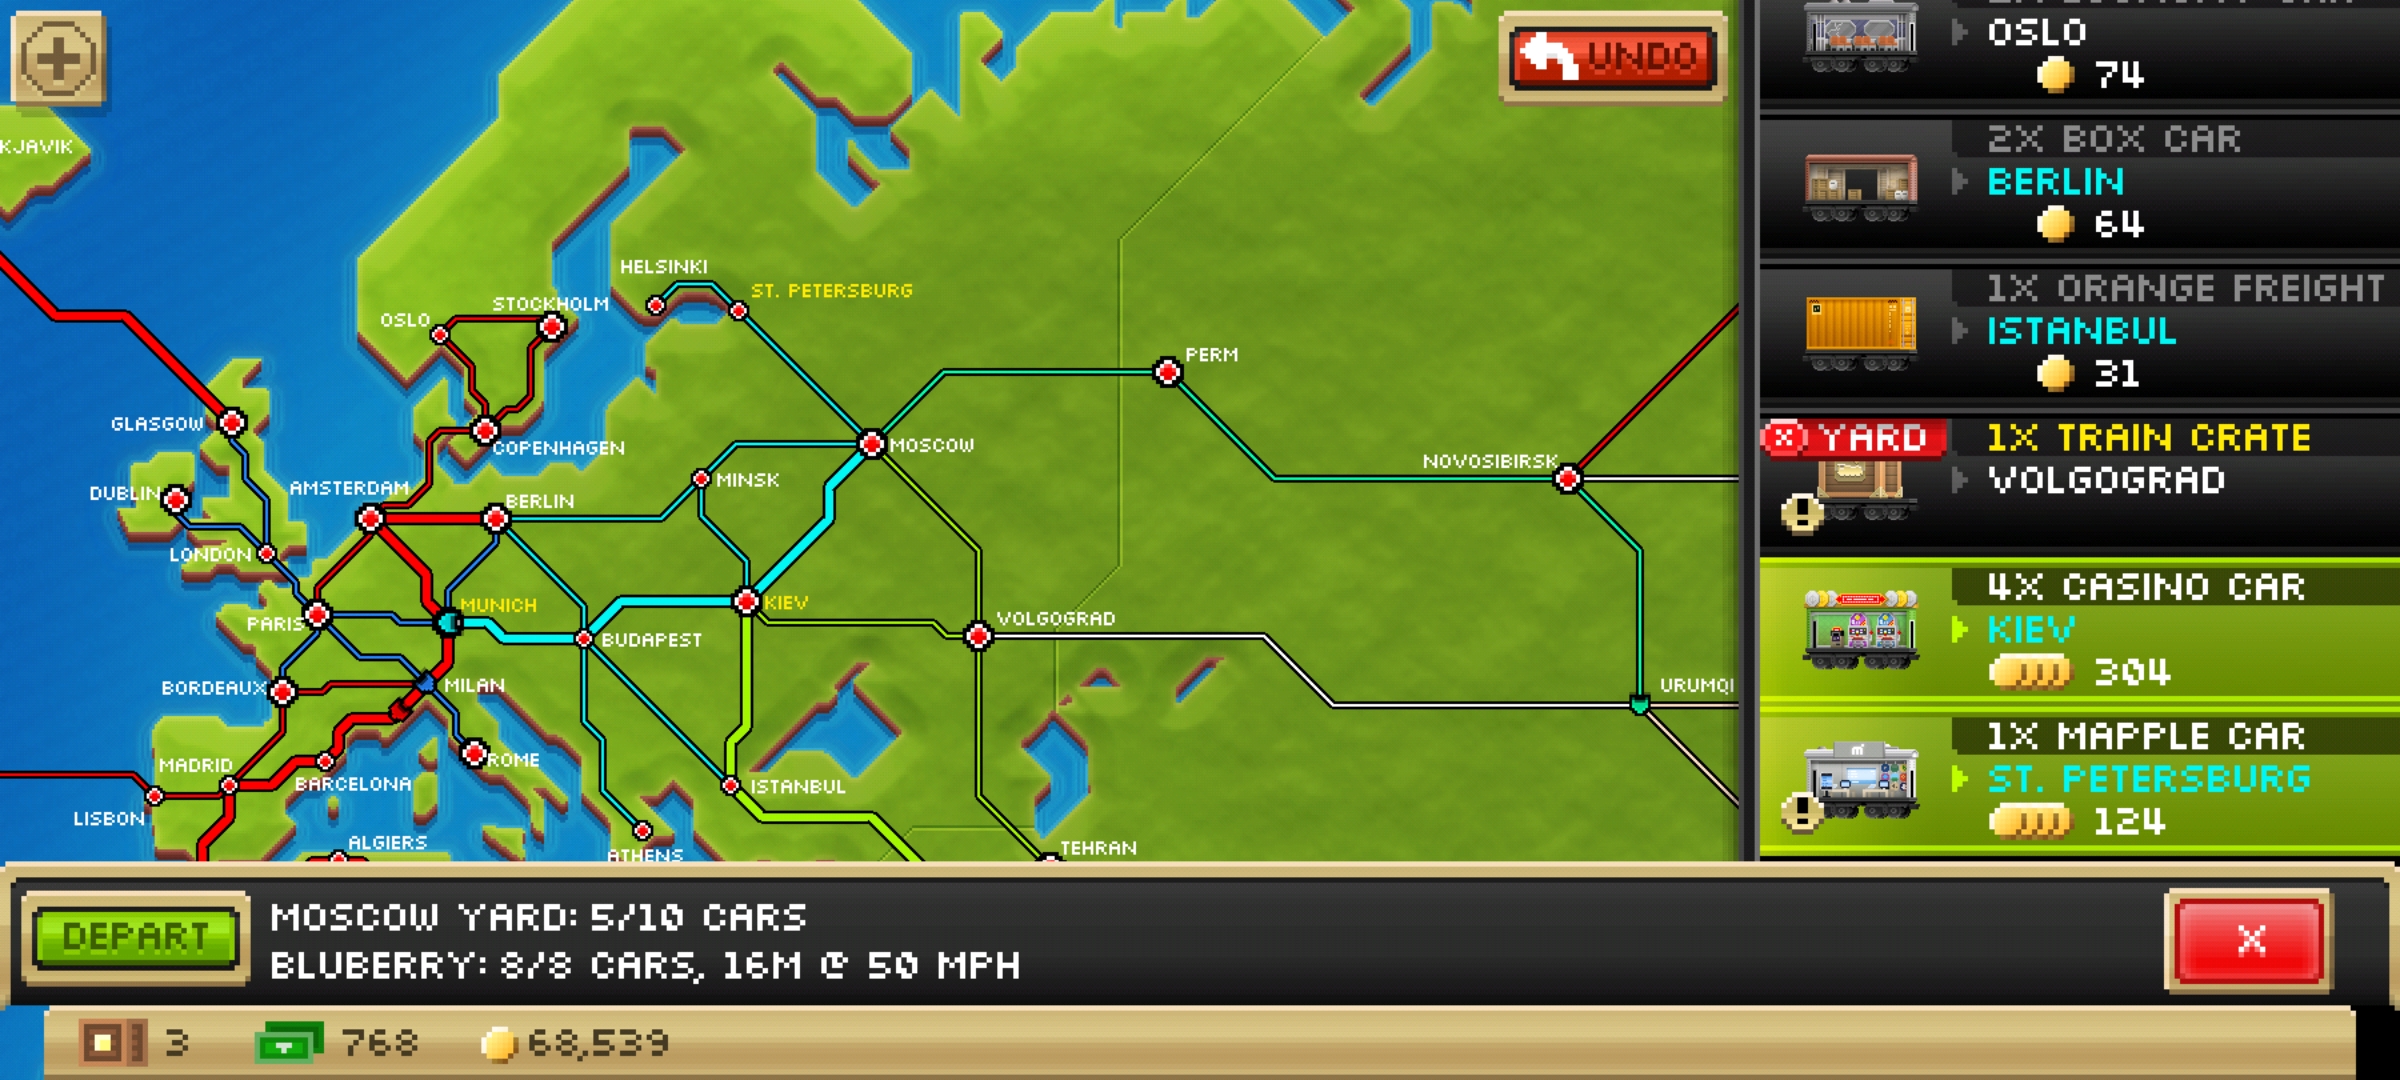 UNDO
KJAVIK
HELSINKI
ST. PETERSBURG
STOCKHOLM
OSLO
PERM
GLASGOW
COPENHAGEN
MOSCOW
NOVOSIBIRSK
MINSK
DUBLIN
AMSTERDAM
BERLIN
LONDON
MUNICH
KIEV
PARIS
BUDAPEST
VOLGOGRAD
BORDEAUX
MILAN
URUMQI
MADRID
ROME
BARCELONA
ISTANBUL
LISBON
ALGIERS
ATHENS
TEHRAN
OSLO
74
2X BOX CAR
BERLIN
64
1X ORANGE FREIGHT
ISTANBUL
31
YARD
1X TRAIN CRATE
VOLGOGRAD
4X CASINO CAR
KIEV
304
1X MAPPLE CAR
ST. PETERSBURG
124
DEPART
MOSCOW YARD: 5/10 CARS
BLUBERRY: 8/8 CARS, 16M @ 50 MPH
X
3
768
68,539